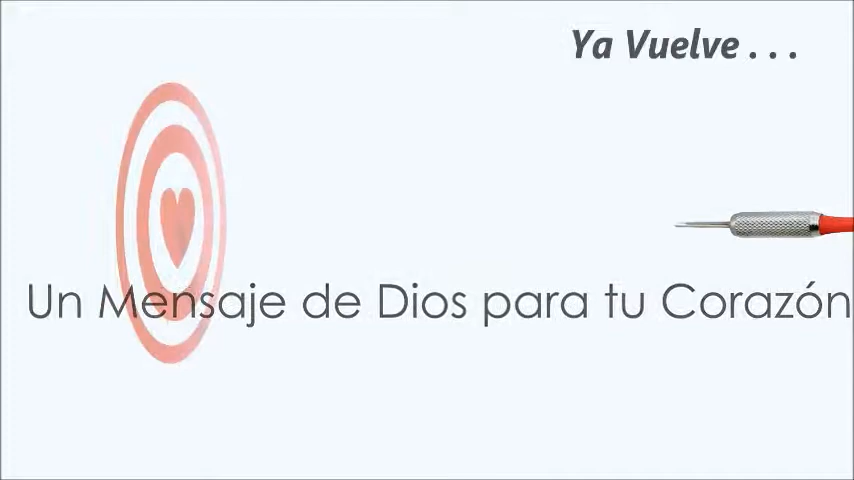 Ya Vuelve . . .
Un Mensaje de Dios para tu Corazón